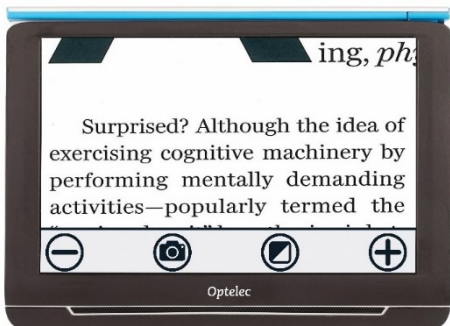 ing, ph
Surprised? Although the idea of
exercising cognitive machinery by
performing mentally demanding
activities—popularly termed the
Optelec